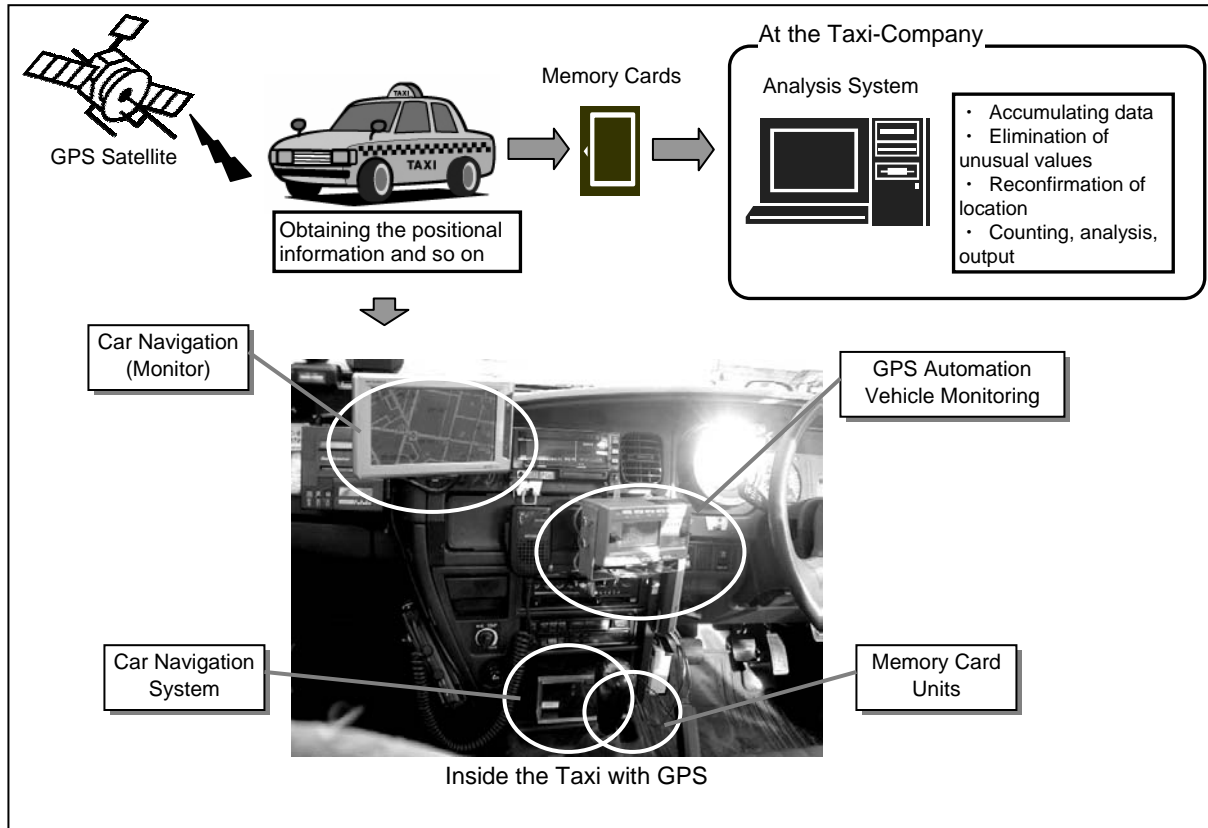 At the Taxi-Company
Memory Cards
Analysis System
GPS Satellite
TAXI
TAXI
・ Accumulating data
・ Elimination of
unusual values
・ Reconfirmation of
location
・ Counting, analysis,
output
Obtaining the positional
information and so on
Car Navigation
(Monitor)
GPS Automation
Vehicle Monitoring
Car Navigation
System
Memory Card
Units
Inside the Taxi with GPS